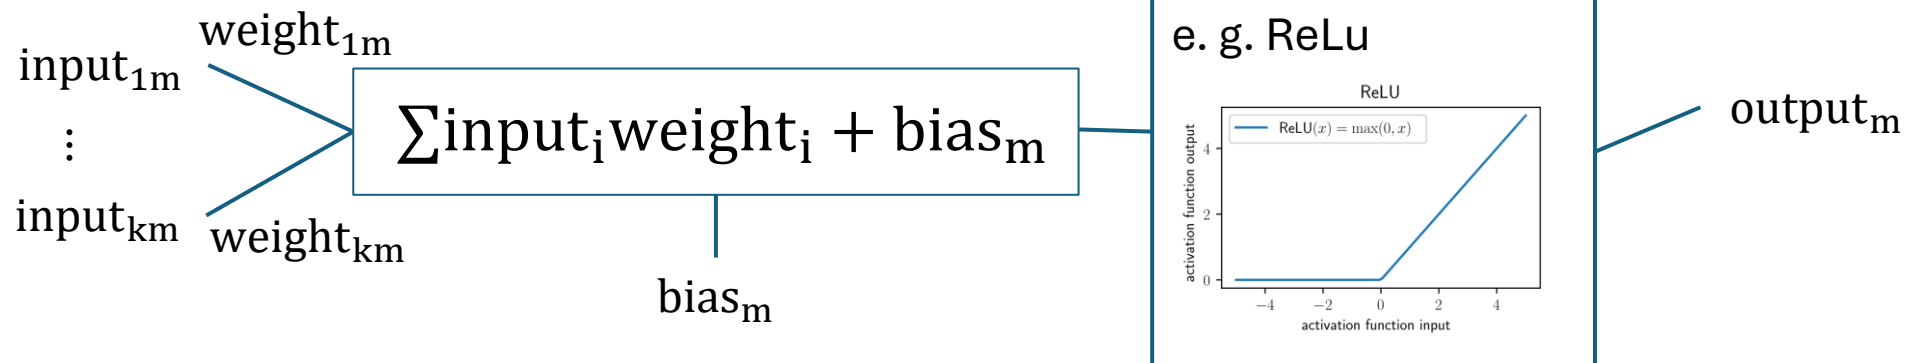 weight1m
input1m
⋮
inputkm
weightkm
∑inputiweighti + biasm
biasm
e. g. ReLu
ReLU
ReLU(x) = max(0, x)
activation function output
4
2
0
−4 −2 0 2 4
activation function input
outputm